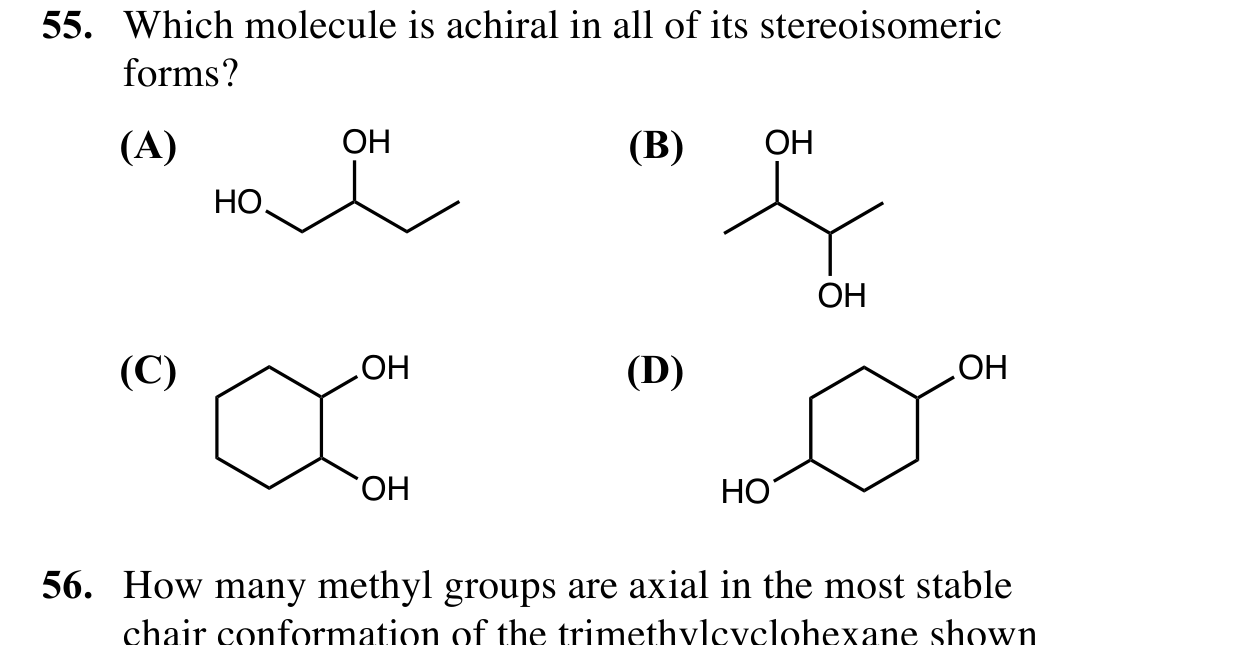 55. Which molecule is achiral in all of its stereoisomeric
forms?
(A) OH
HO
(B) OH
OH
(C) OH
OH
(D) OH
HO
56. How many methyl groups are axial in the most stable
chair conformation of the trimethylcyclohexane shown